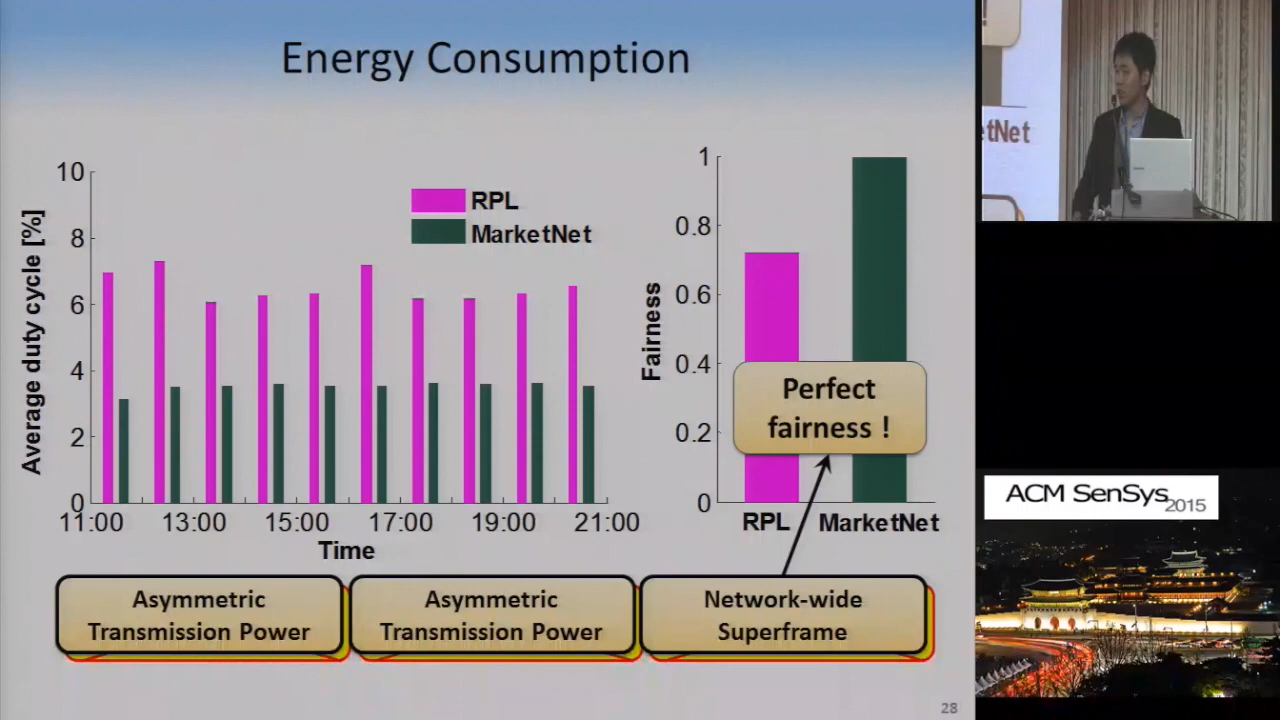 Energy Consumption
10
8
6
4
2
0
Average duty cycle [%]
RPL
MarketNet
11:00 13:00 15:00 17:00 19:00 21:00
Time
1
0.8
0.6
0.4
0.2
0
Fairness
Perfect
fairness !
RPL MarketNet
Asymmetric
Transmission Power
Asymmetric
Transmission Power
Network-wide
Superframe
28
etNet
ACM SenSys 2015